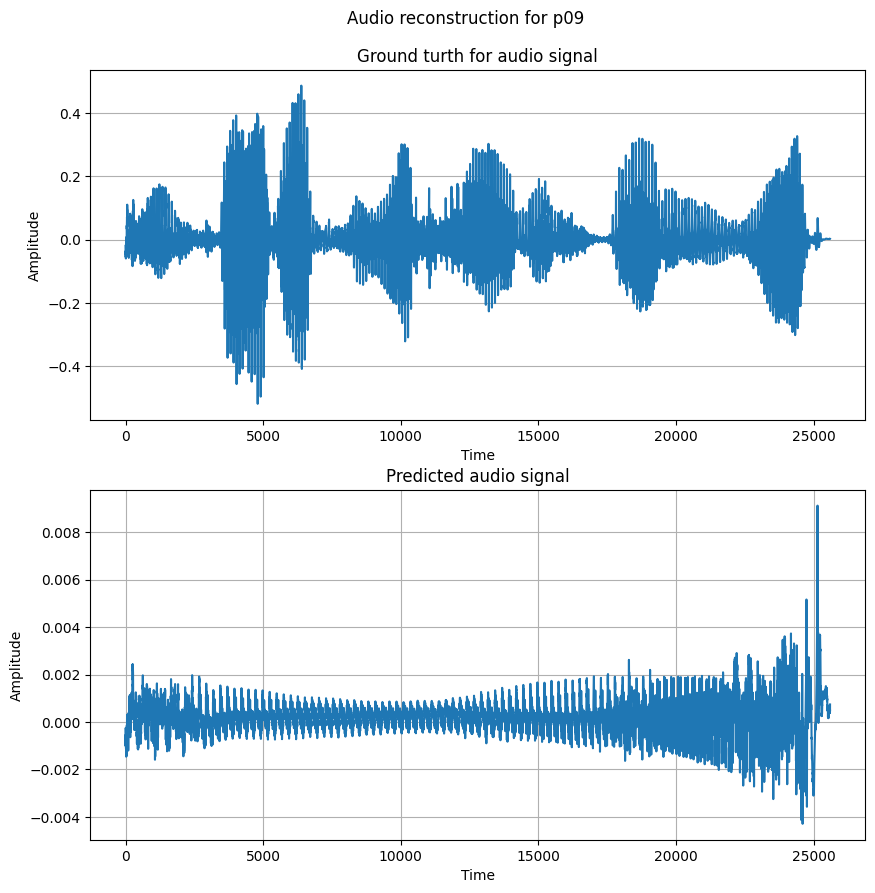 Audio reconstruction for p09
Ground turth for audio signal
0.4
0.2
0.0
−0.2
−0.4
Amplitude
0 5000 10000 15000 20000 25000
Time
Predicted audio signal
0.008
0.006
0.004
0.002
0.000
−0.002
−0.004
Amplitude
0 5000 10000 15000 20000 25000
Time